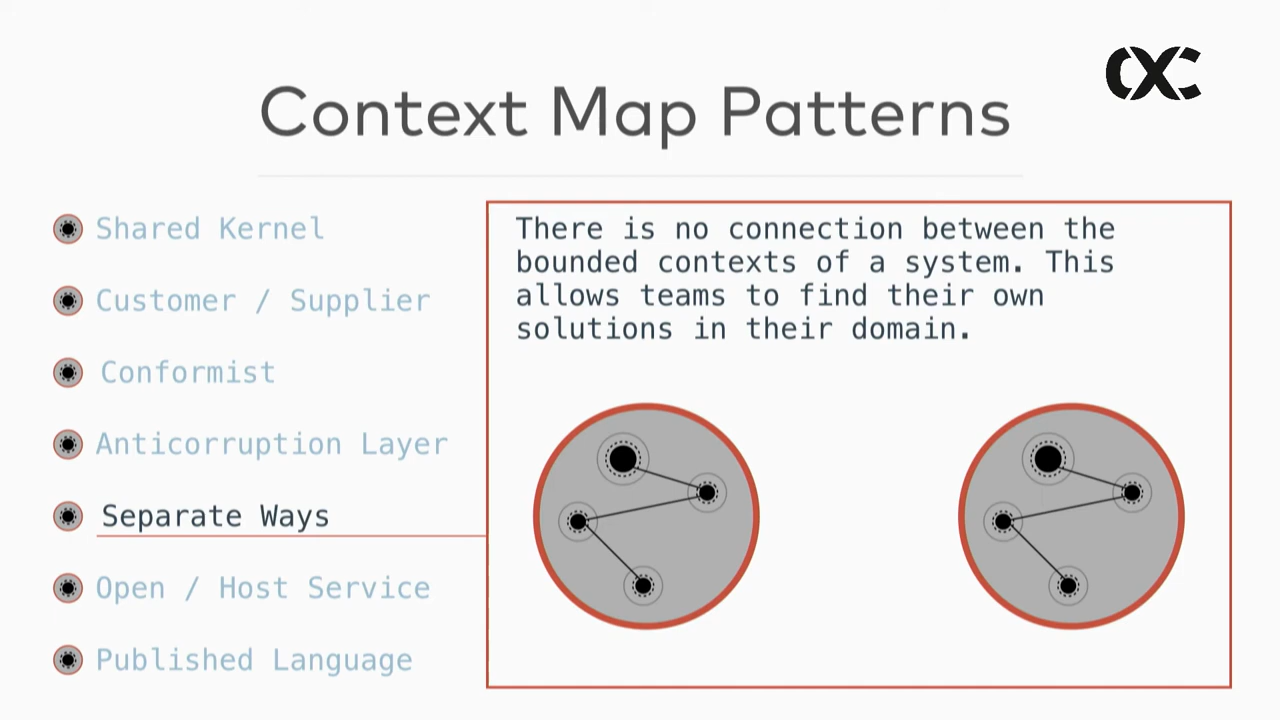 CXC
Context Map Patterns
Shared Kernel
Customer / Supplier
Conformist
Anticorruption Layer
Separate Ways
Open / Host Service
Published Language
There is no connection between the
bounded contexts of a system. This
allows teams to find their own
solutions in their domain.